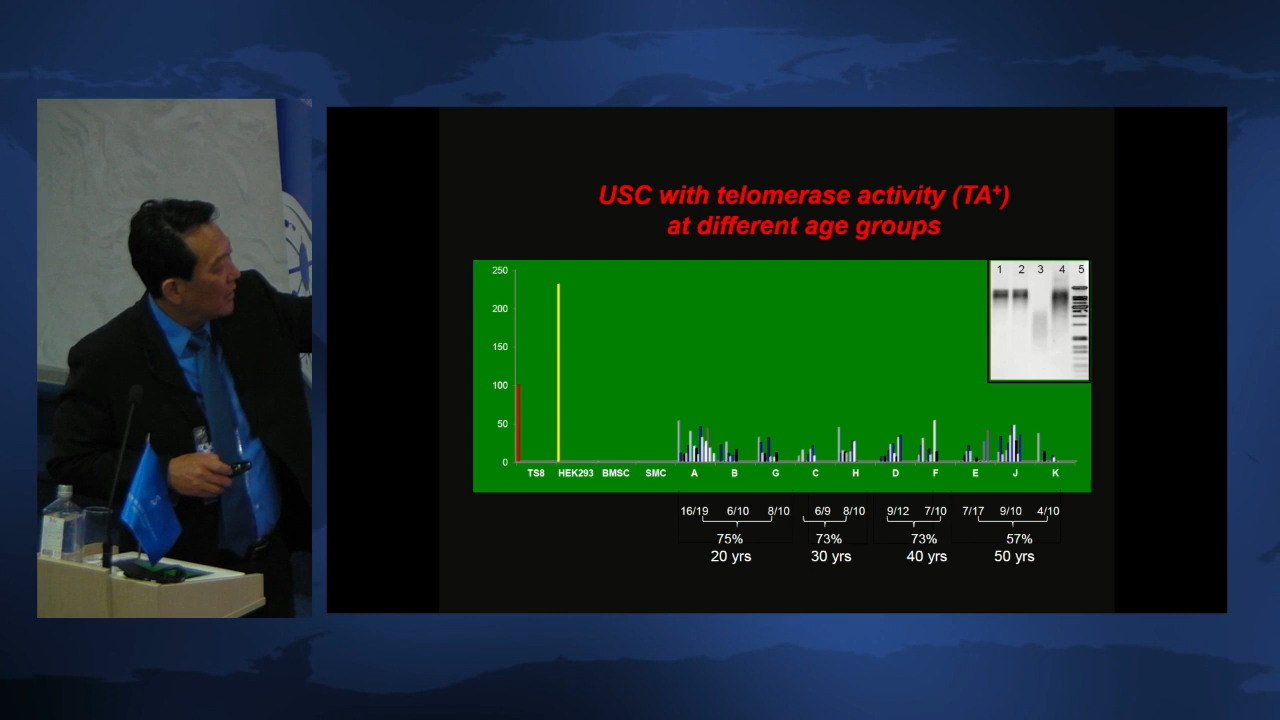 USC with telomerase activity (TA⁺)
at different age groups
250
200
150
100
50
0
1 2 3 4 5
TS8 HEK293 BMSC SMC A B G C H D F E J K
16/19 6/10 8/10 6/9 8/10 9/12 7/10 7/17 9/10 4/10
75% 73% 73% 57%
20 yrs 30 yrs 40 yrs 50 yrs